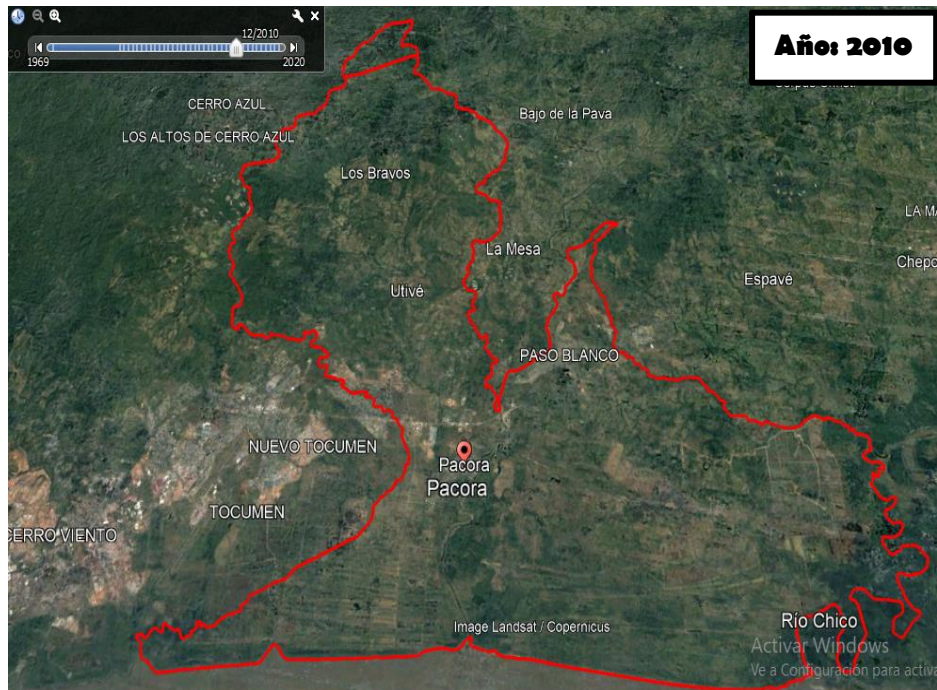 12/2010
1969
2020
Año: 2010
CERRO AZUL
LOS ALTOS DE CERRO AZUL
Bajo de la Pava
Los Bravos
LA MA
La Mesa
Chepo
Utivé
Espavé
PASO BLANCO
NUEVO TOCUMEN
Pacora
Pacora
TOCUMEN
CERRO VIENTO
Río Chico
Image Landsat / Copernicus
Activar Windows
Ve a Configuración para activa